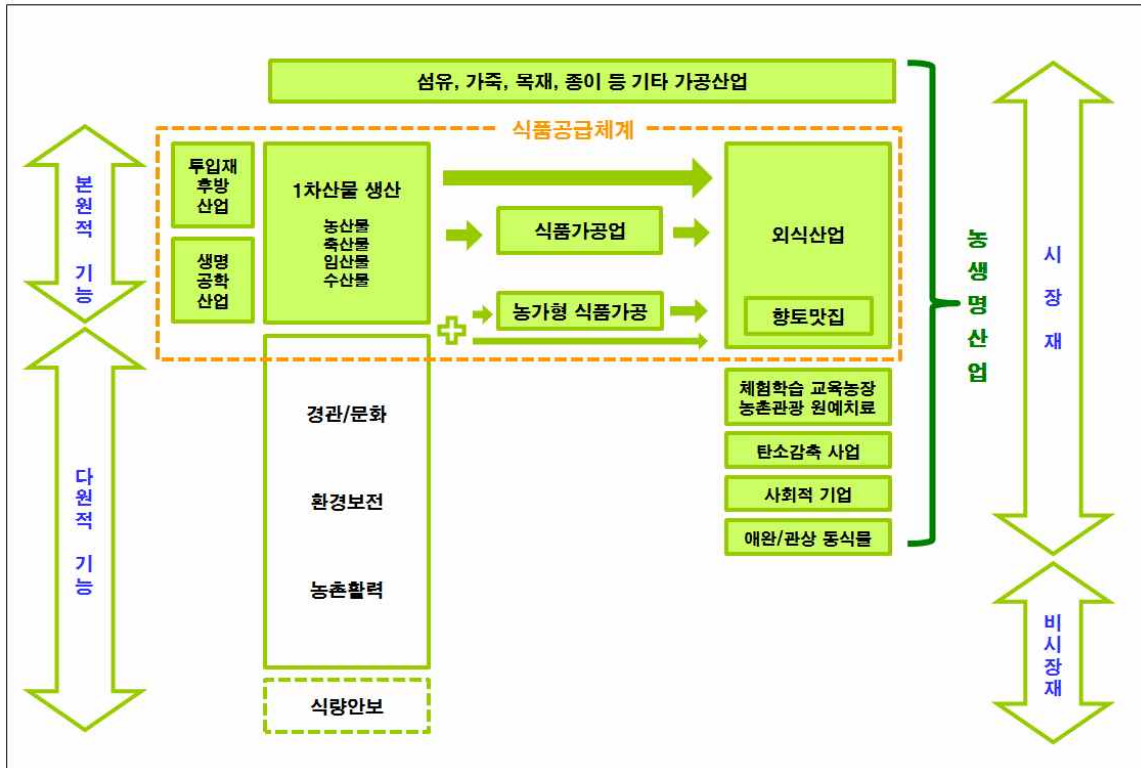 섬유, 가죽, 목재, 종이 등 기타 가공산업
식품공급체계
본원적 기능
투입재
후방
산업
생명
공학
산업
1차산물 생산
농산물
축산물
임산물
수산물
식품가공업
농가형 식품가공
외식산업
향토맛집
다원적 기능
경관/문화
환경보전
농촌활력
식량안보
체험학습 교육농장
농촌관광 원예치료
탄소감축 사업
사회적 기업
애완/관상 동식물
농생명산업
시장재
비시장재